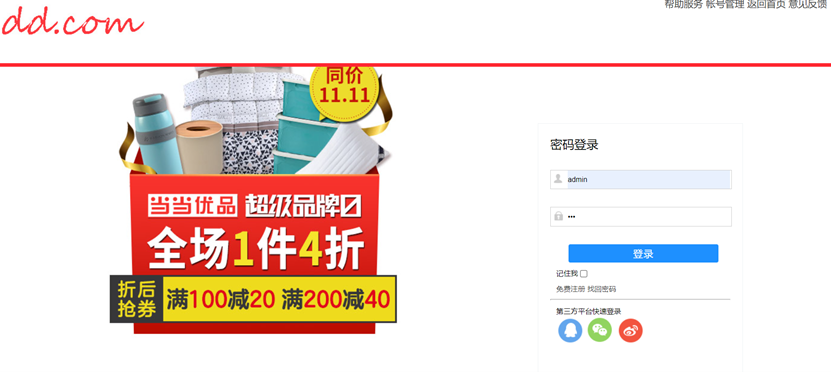 dd.com
帮助服务 帐号管理 返回首页 意见反馈
同价
11.11
当当优品 超级品牌日
全场1件4折
折后
抢券
满100减20 满200减40
密码登录
admin
•••
登录
记住我
免费注册 找回密码
第三方平台快速登录